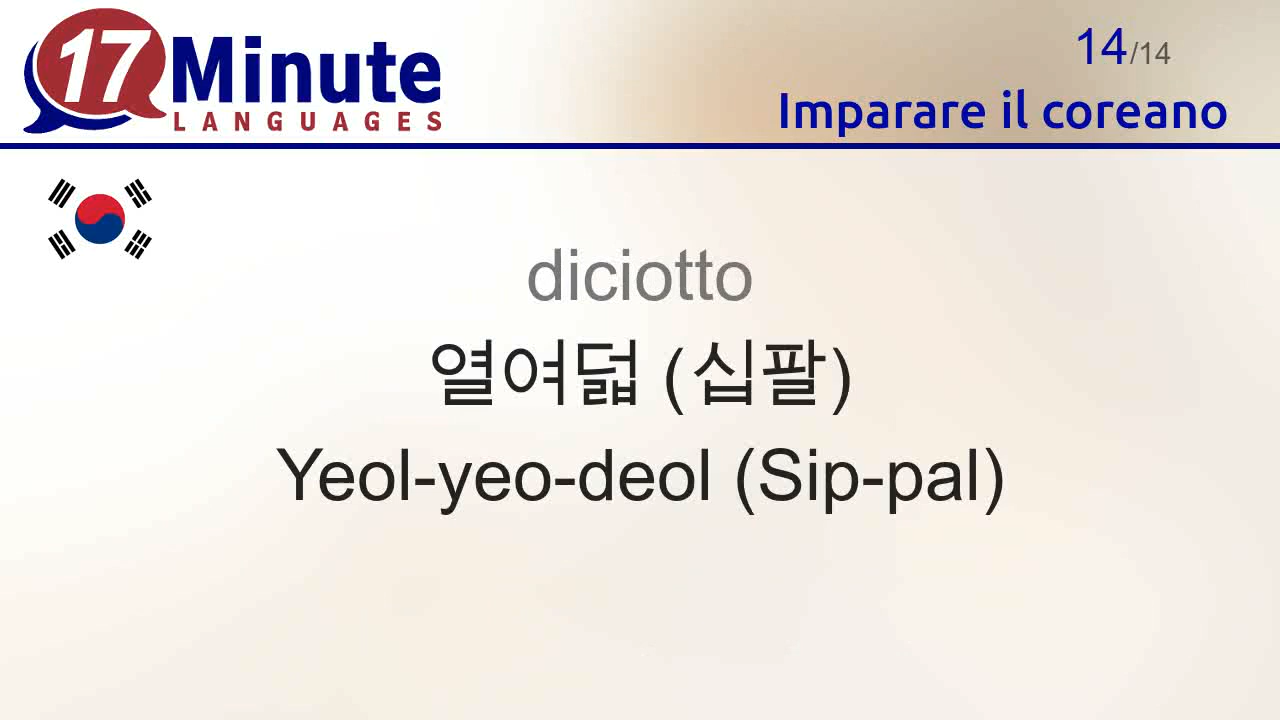 17 Minute
LANGUAGES
14/14
Imparare il coreano
diciotto
열여덟 (십팔)
Yeol-yeo-deol (Sip-pal)